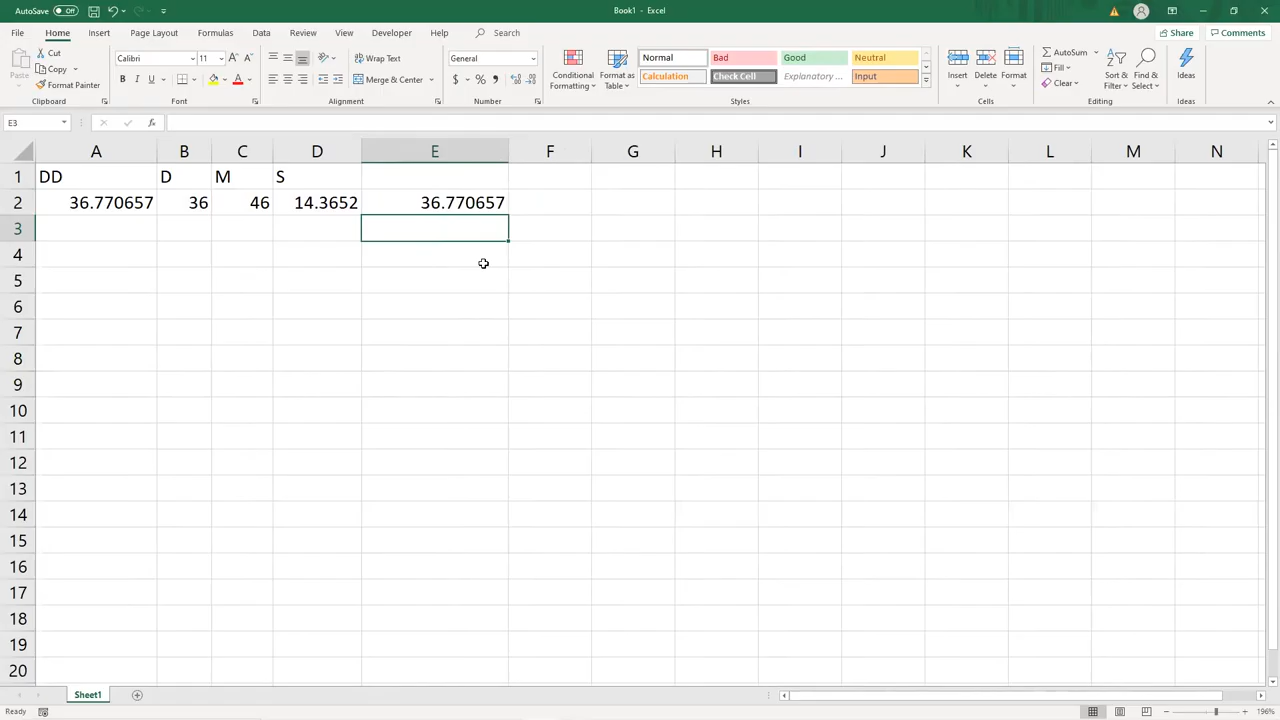 AutoSave Off
Book1 - Excel
File Home Insert Page Layout Formulas Data Review View Developer Help Search Share Comments
Paste Cut Copy Format Painter
Clipboard
Calibri 11
B I U
Font
Wrap Text
Merge & Center
Alignment
General
$ % ,
Number
Conditional Formatting
Format as Table
Normal Bad Good Neutral
Calculation Check Cell Explanatory ... Input
Styles
Insert Delete Format
Cells
AutoSum
Fill
Clear
Sort & Filter
Find & Select
Editing
Ideas
Ideas
E3 fx
A B C D E F G H I J K L M N
1 DD D M S
2 36.770657 36 46 14.3652 36.770657
3
4
5
6
7
8
9
10
11
12
13
14
15
16
17
18
19
20
Sheet1
Ready 196%